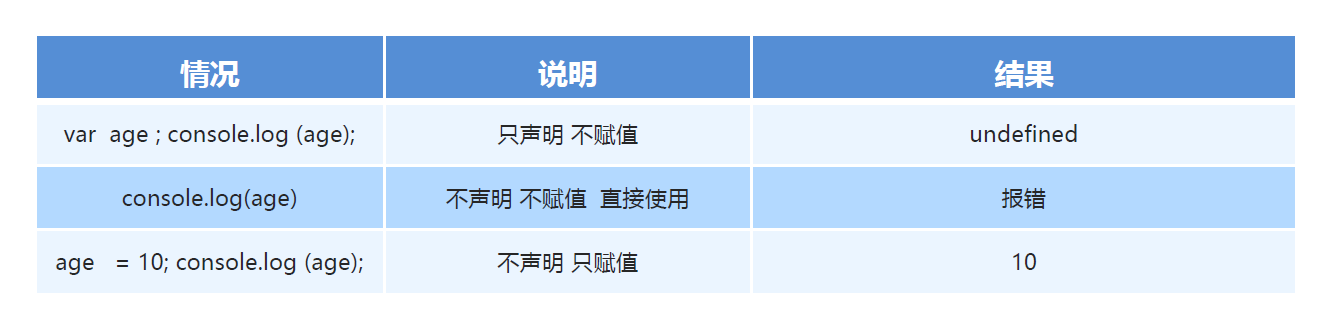 情况 说明 结果
var age ; console.log (age); 只声明 不赋值 undefined
console.log(age) 不声明 不赋值 直接使用 报错
age = 10; console.log (age); 不声明 只赋值 10